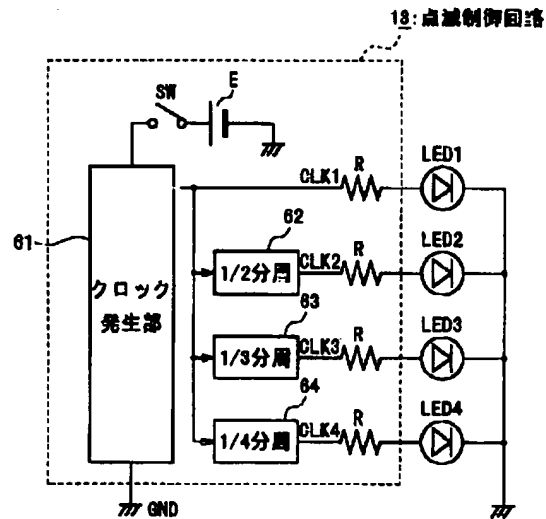 13:点滅制御回路
SW
E
CLK1
R
LED1
61
クロック
発生部
62
1/2分周
CLK2
R
LED2
63
1/3分周
CLK3
R
LED3
64
1/4分周
CLK4
R
LED4
GND